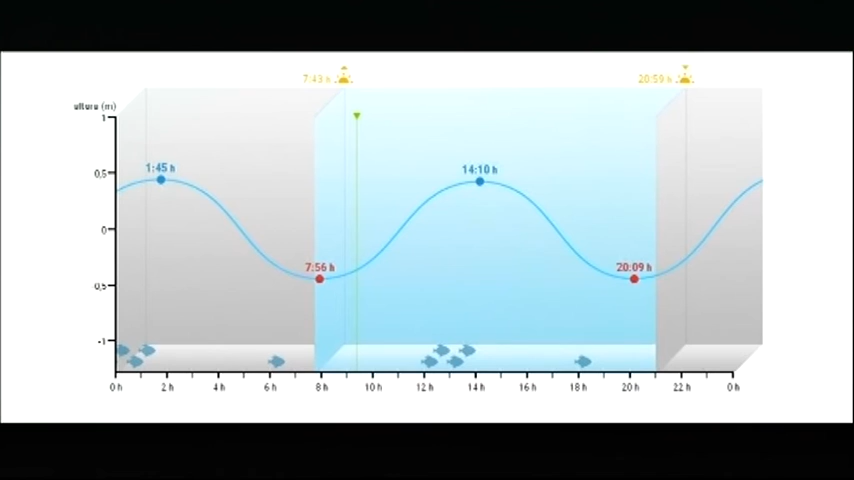 7:43 h
20:59 h
altura (m)
1
0,5
0
0,5
-1
1:45 h
14:10 h
7:56 h
20:09 h
0 h
2 h
4 h
6 h
8 h
10 h
12 h
14 h
16 h
18 h
20 h
22 h
0 h